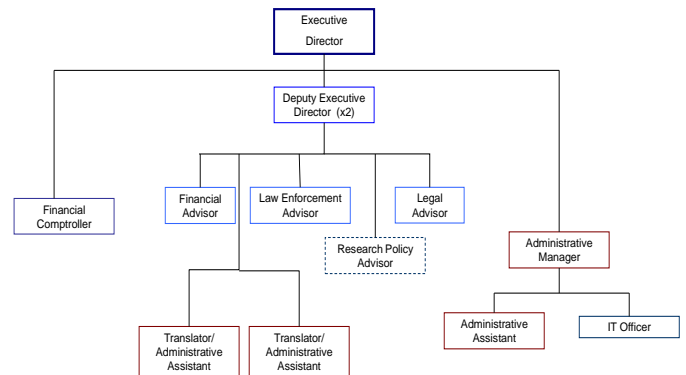 Executive
Director
Deputy Executive
Director (x2)
Financial
Advisor
Law Enforcement
Advisor
Legal
Advisor
Financial
Comptroller
Research Policy
Advisor
Administrative
Manager
Administrative
Assistant
IT Officer
Translator/
Administrative
Assistant
Translator/
Administrative
Assistant